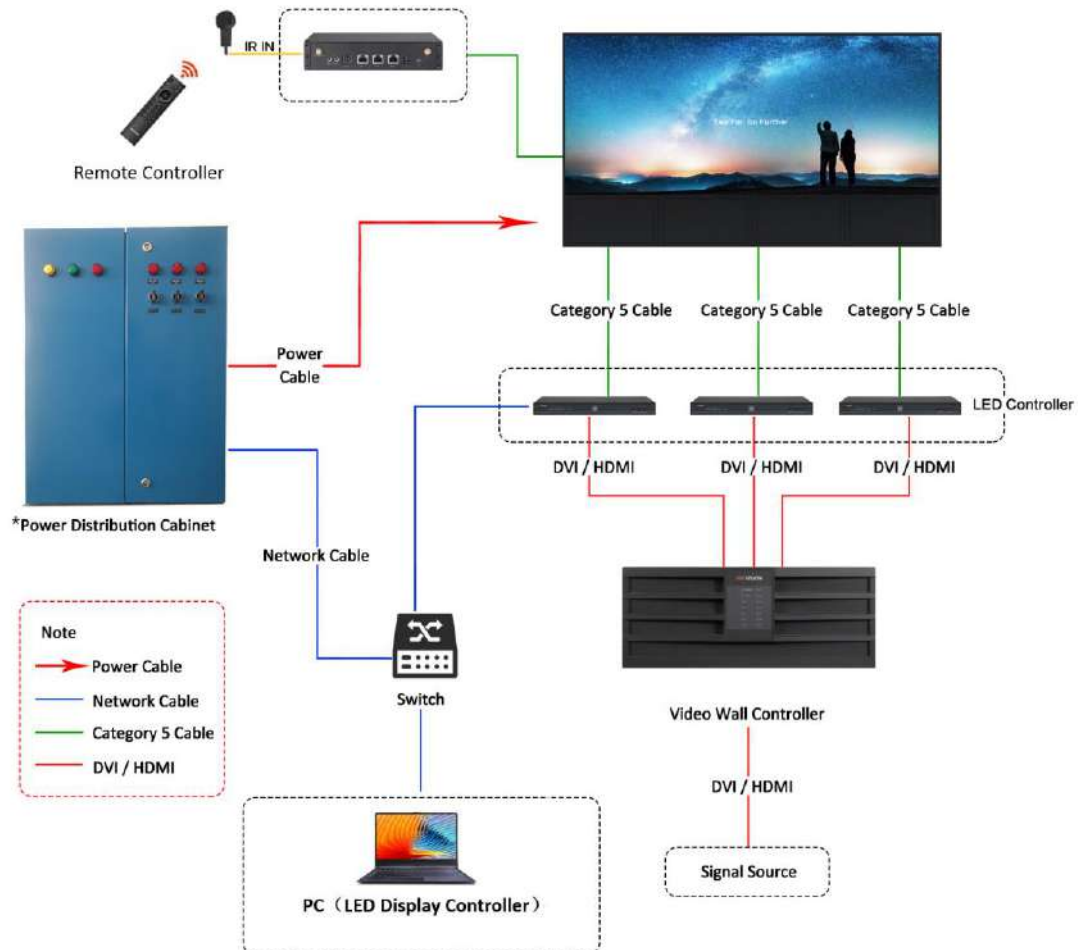 IR IN
Remote Controller
Category 5 Cable
Category 5 Cable
Category 5 Cable
Power
Cable
LED Controller
DVI / HDMI
DVI / HDMI
DVI / HDMI
*Power Distribution Cabinet
Network Cable
HIKVISION
Note
Power Cable
Network Cable
Category 5 Cable
DVI / HDMI
Switch
Video Wall Controller
DVI / HDMI
Signal Source
PC（LED Display Controller）